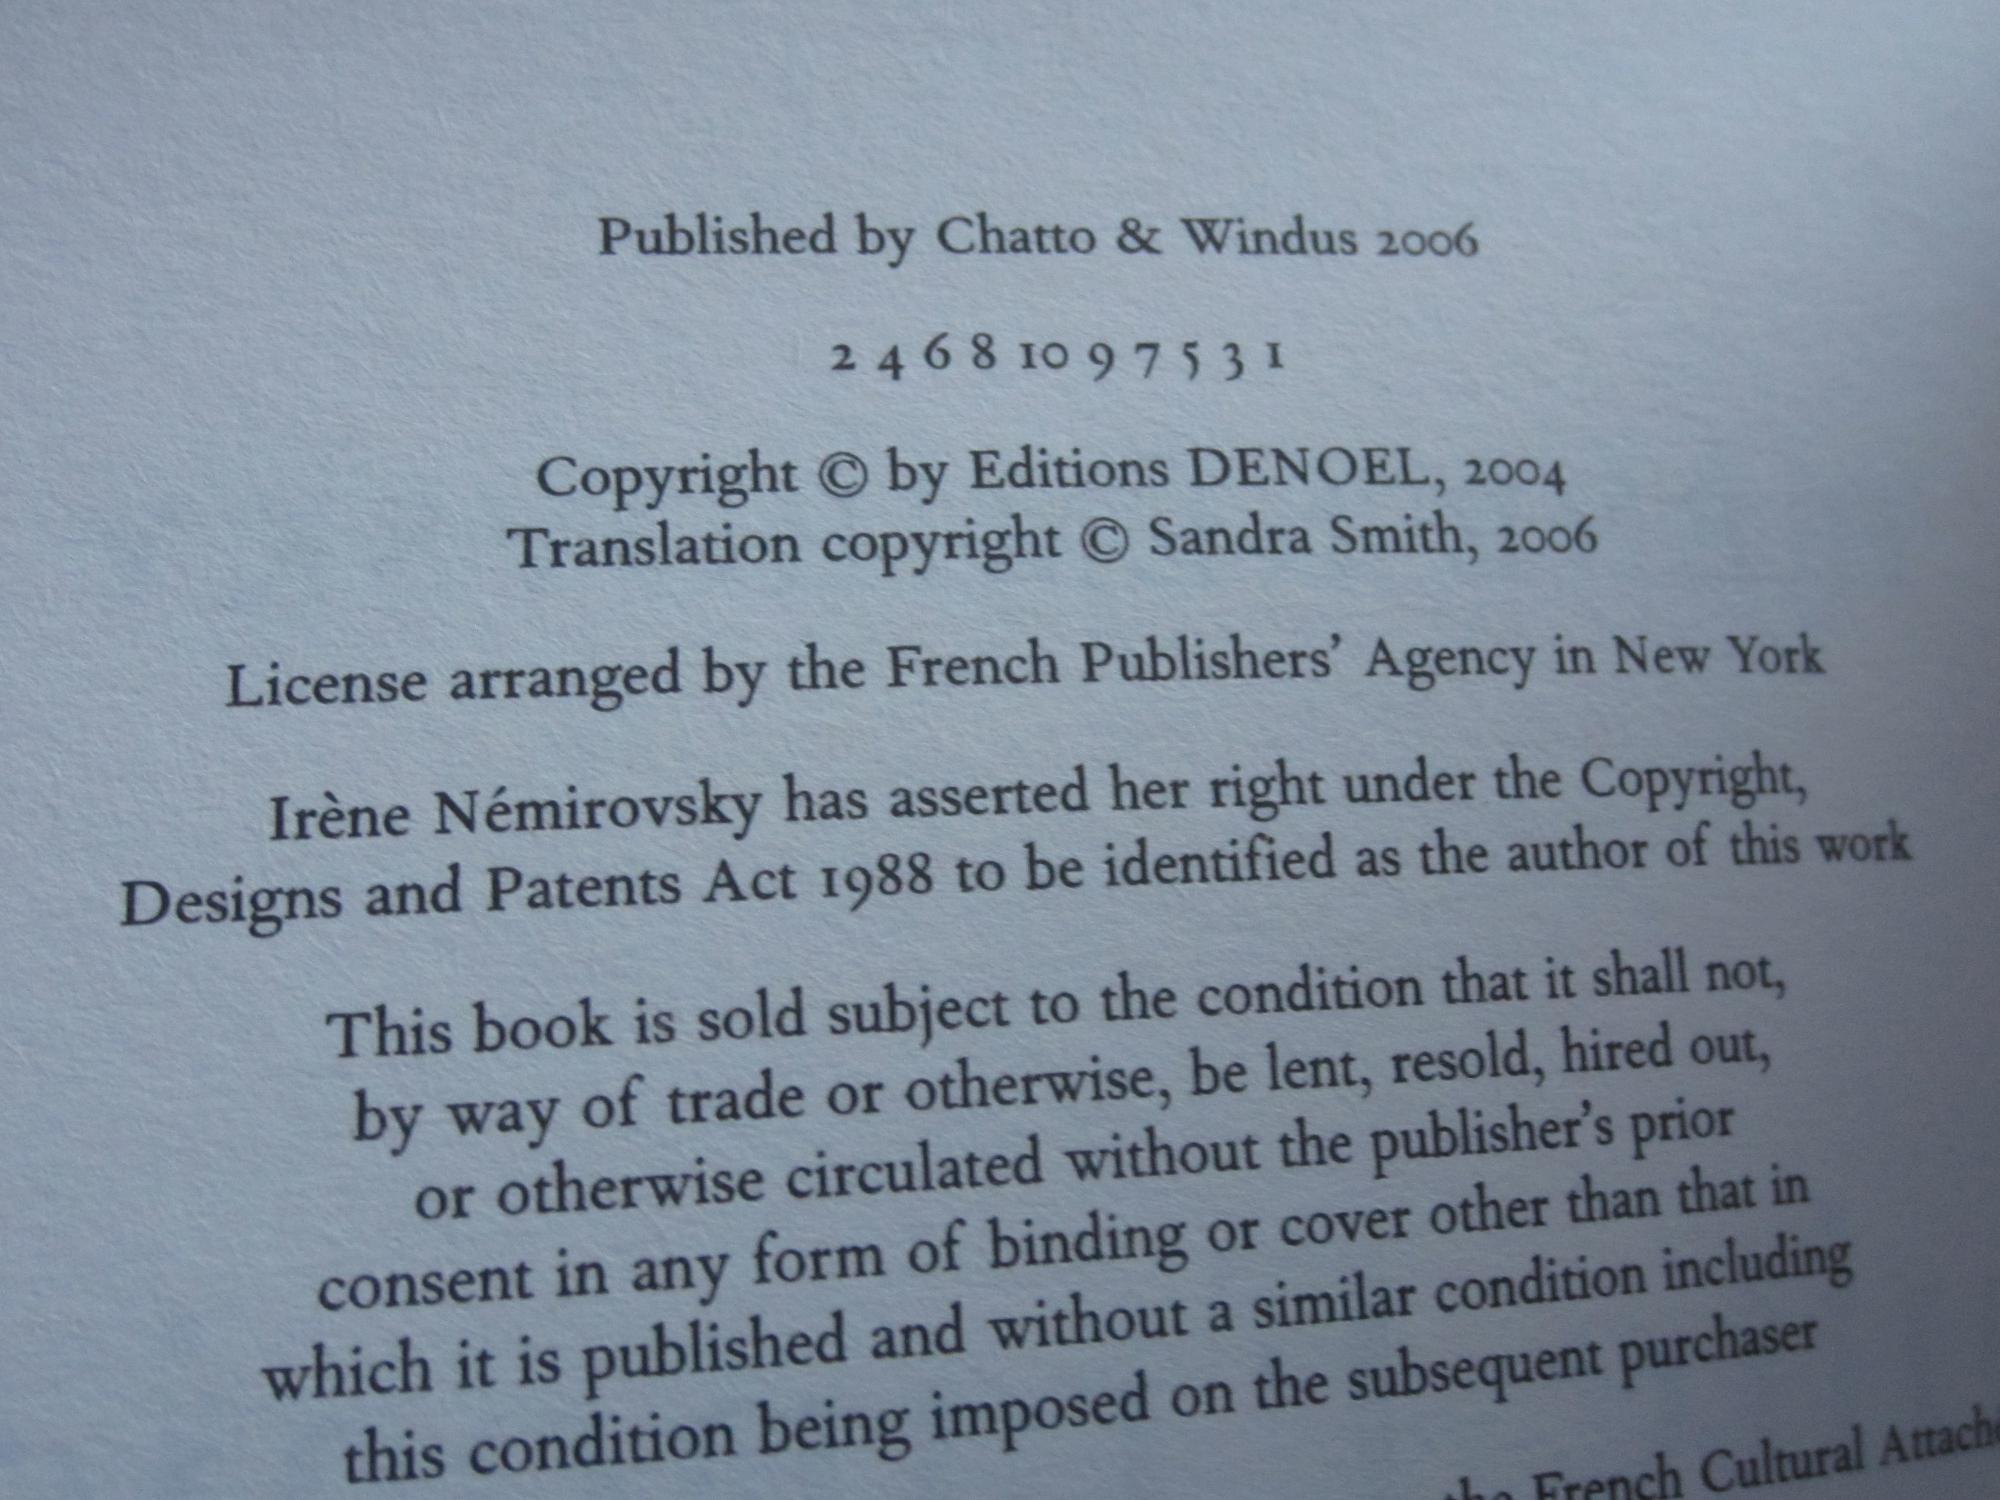 Published by Chatto & Windus 2006
2 4 6 8 10 9 7 5 3 1
Copyright © by Editions DENOEL, 2004
Translation copyright © Sandra Smith, 2006
License arranged by the French Publishers’ Agency in New York
Irène Némirovsky has asserted her right under the Copyright,
Designs and Patents Act 1988 to be identified as the author of this work
This book is sold subject to the condition that it shall not,
by way of trade or otherwise, be lent, resold, hired out,
or otherwise circulated without the publisher’s prior
consent in any form of binding or cover other than that in
which it is published and without a similar condition including
this condition being imposed on the subsequent purchaser
the French Cultural Attaché